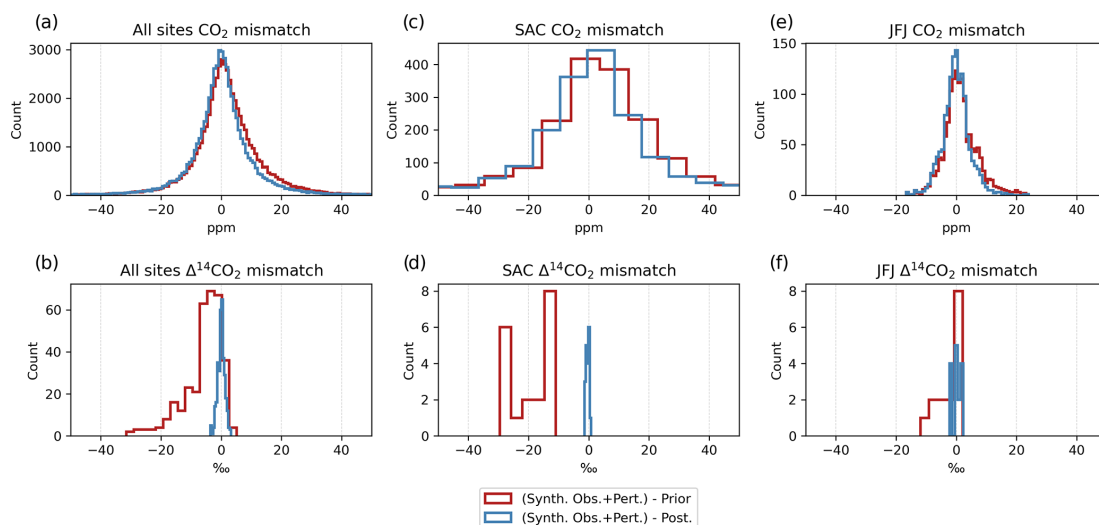 (a)
All sites CO₂ mismatch
3000
2000
1000
0
Count
−40 −20 0 20 40
ppm
(c)
SAC CO₂ mismatch
400
300
200
100
0
Count
−40 −20 0 20 40
ppm
(e)
JFJ CO₂ mismatch
150
100
50
0
Count
−40 −20 0 20 40
ppm
(b)
All sites Δ¹⁴CO₂ mismatch
60
40
20
0
Count
−40 −20 0 20 40
‰
(d)
SAC Δ¹⁴CO₂ mismatch
8
6
4
2
0
Count
−40 −20 0 20 40
‰
(f)
JFJ Δ¹⁴CO₂ mismatch
8
6
4
2
0
Count
−40 −20 0 20 40
‰
(Synth. Obs.+Pert.) - Prior
(Synth. Obs.+Pert.) - Post.